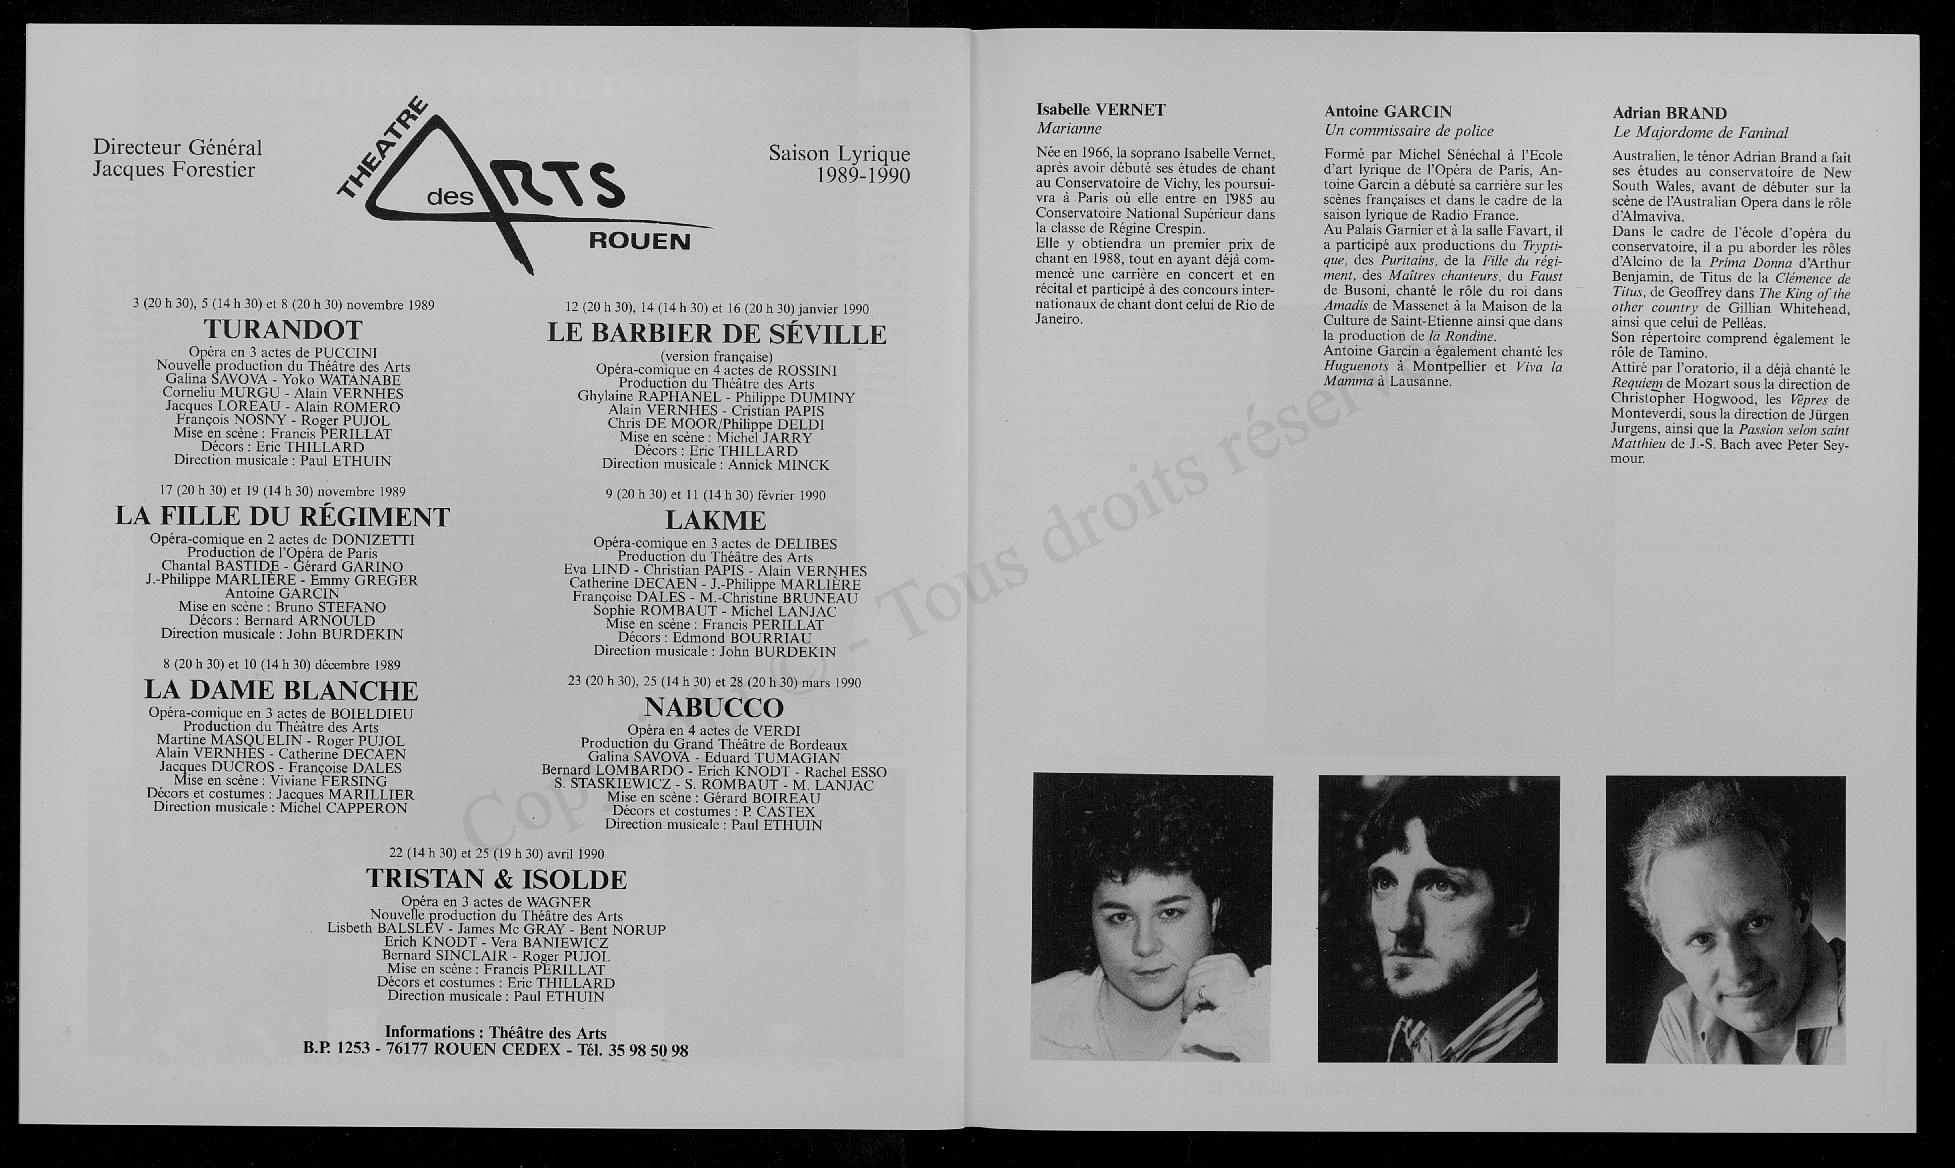 Directeur Général
Jacques Forestier
THEATRE
des ARTS
ROUEN
Saison Lyrique
1989-1990
3 (20 h 30), 5 (14 h 30) et 8 (20 h 30) novembre 1989
TURANDOT
Opéra en 3 actes de PUCCINI
Nouvelle production du Théâtre des Arts
Galina SAVOVA - Yoko WATANABE
Corneliu MURGU - Alain VERNHES
Jacques LOREAU - Alain ROMERO
François NOSNY - Roger PUJOL
Mise en scène : Francis PERILLAT
Décors : Eric THILLARD
Direction musicale : Paul ETHUIN
17 (20 h 30) et 19 (14 h 30) novembre 1989
LA FILLE DU RÉGIMENT
Opéra-comique en 2 actes de DONIZETTI
Production de l'Opéra de Paris
Chantal BASTIDE - Gérard GARINO
J.-Philippe MARLIÈRE - Emmy GREGER
Antoine GARCIN
Mise en scène : Bruno STEFANO
Décors : Bernard ARNOULD
Direction musicale : John BURDEKIN
8 (20 h 30) et 10 (14 h 30) décembre 1989
LA DAME BLANCHE
Opéra-comique en 3 actes de BOIELDIEU
Production du Théâtre des Arts
Martine MASQUELIN - Roger PUJOL
Alain VERNHES - Catherine DECAEN
Jacques DUCROS - Françoise DALES
Mise en scène : Viviane FERSING
Décors et costumes : Jacques MARILLIER
Direction musicale : Michel CAPPERON
12 (20 h 30), 14 (14 h 30) et 16 (20 h 30) janvier 1990
LE BARBIER DE SÉVILLE
(version française)
Opéra-comique en 4 actes de ROSSINI
Production du Théâtre des Arts
Ghylaine RAPHANEL - Philippe DUMINY
Alain VERNHES - Cristian PAPIS
Chris DE MOOR/Philippe DELDI
Mise en scène : Michel JARRY
Décors : Eric THILLARD
Direction musicale : Annick MINCK
9 (20 h 30) et 11 (14 h 30) février 1990
LAKME
Opéra-comique en 3 actes de DELIBES
Production du Théâtre des Arts
Eva LIND - Christian PAPIS - Alain VERNHES
Catherine DECAEN - J.-Philippe MARLIÈRE
Françoise DALES - M.-Christine BRUNEAU
Sophie ROMBAUT - Michel LANJAC
Mise en scène : Francis PERILLAT
Décors : Edmond BOURRIAU
Direction musicale : John BURDEKIN
23 (20 h 30), 25 (14 h 30) et 28 (20 h 30) mars 1990
NABUCCO
Opéra en 4 actes de VERDI
Production du Grand Théâtre de Bordeaux
Galina SAVOVA - Eduard TUMAGIAN
Bernard LOMBARDO - Erich KNODT - Rachel ESSO
S. STASKIEWICZ - S. ROMBAUT - M. LANJAC
Mise en scène : Gérard BOIREAU
Décors et costumes : P. CASTEX
Direction musicale : Paul ETHUIN
22 (14 h 30) et 25 (19 h 30) avril 1990
TRISTAN & ISOLDE
Opéra en 3 actes de WAGNER
Nouvelle production du Théâtre des Arts
Lisbeth BALSLEV - James Mc GRAY - Bent NORUP
Erich KNODT - Vera BANIEWICZ
Bernard SINCLAIR - Roger PUJOL
Mise en scène : Francis PERILLAT
Décors et costumes : Eric THILLARD
Direction musicale : Paul ETHUIN
Informations : Théâtre des Arts
B.P. 1253 - 76177 ROUEN CEDEX - Tél. 35 98 50 98
Isabelle VERNET
Marianne
Née en 1966, la soprano Isabelle Vernet,
après avoir débuté ses études de chant
au Conservatoire de Vichy, les poursui-
vra à Paris où elle entre en 1985 au
Conservatoire National Supérieur dans
la classe de Régine Crespin.
Elle y obtiendra un premier prix de
chant en 1988, tout en ayant déjà com-
mencé une carrière en concert et en
récital et participé à des concours inter-
nationaux de chant dont celui de Rio de
Janeiro.
Antoine GARCIN
Un commissaire de police
Formé par Michel Sénéchal à l'Ecole
d'art lyrique de l'Opéra de Paris, An-
toine Garcin a débuté sa carrière sur les
scènes françaises et dans le cadre de la
saison lyrique de Radio France.
Au Palais Garnier et à la salle Favart, il
a participé aux productions du Trypti-
que, des Puritains, de la Fille du régi-
ment, des Maîtres chanteurs, du Faust
de Busoni, chanté le rôle du roi dans
Amadis de Massenet à la Maison de la
Culture de Saint-Etienne ainsi que dans
la production de la Rondine.
Antoine Garcin a également chanté les
Huguenots à Montpellier et Viva la
Mamma à Lausanne.
Adrian BRAND
Le Majordome de Faninal
Australien, le ténor Adrian Brand a fait
ses études au conservatoire de New
South Wales, avant de débuter sur la
scène de l'Australian Opera dans le rôle
d'Almaviva.
Dans le cadre de l'école d'opéra du
conservatoire, il a pu aborder les rôles
d'Alcino de la Prima Donna d'Arthur
Benjamin, de Titus de la Clémence de
Titus, de Geoffrey dans The King of the
other country de Gillian Whitehead,
ainsi que celui de Pelléas.
Son répertoire comprend également le
rôle de Tamino.
Attiré par l'oratorio, il a déjà chanté le
Requiem de Mozart sous la direction de
Christopher Hogwood, les Vêpres de
Monteverdi, sous la direction de Jürgen
Jurgens, ainsi que la Passion selon saint
Matthieu de J.-S. Bach avec Peter Sey-
mour.
© - Tous droits réservés